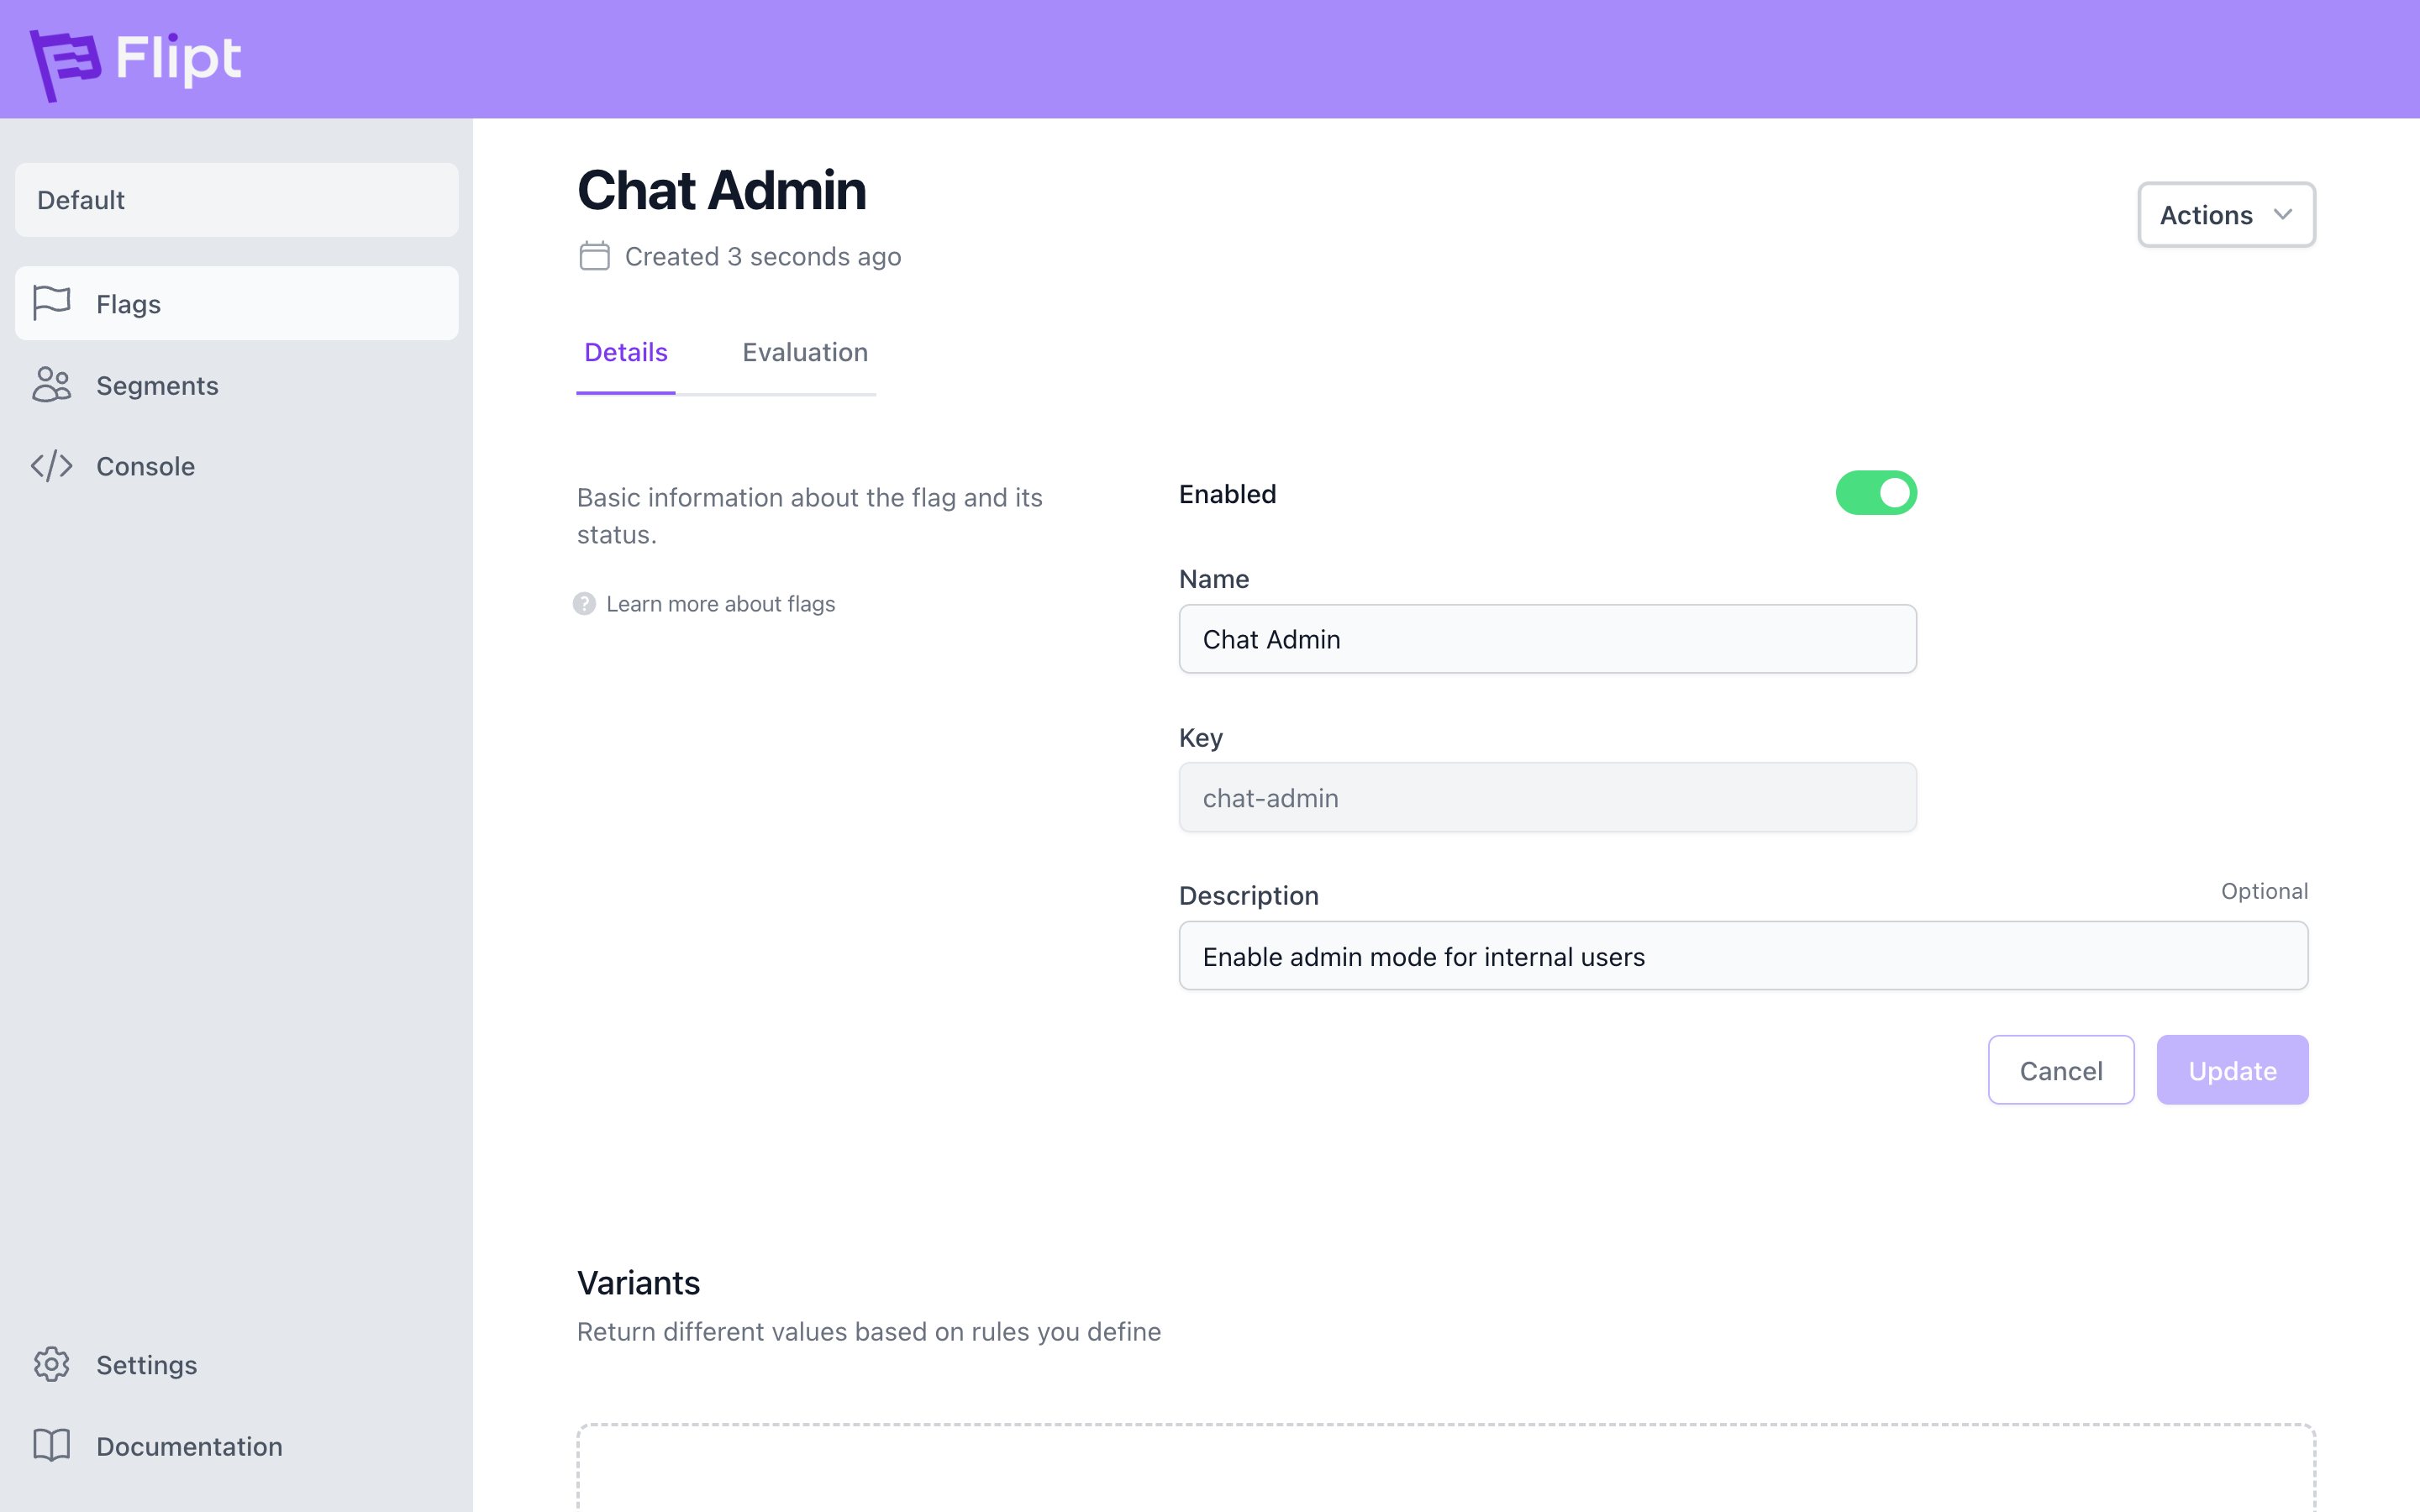 Flipt
Default
Flags
Segments
Console
Settings
Documentation
Chat Admin
Created 3 seconds ago
Actions
Details
Evaluation
Basic information about the flag and its
status.
? Learn more about flags
Enabled
Name
Chat Admin
Key
chat-admin
Description
Optional
Enable admin mode for internal users
Cancel
Update
Variants
Return different values based on rules you define